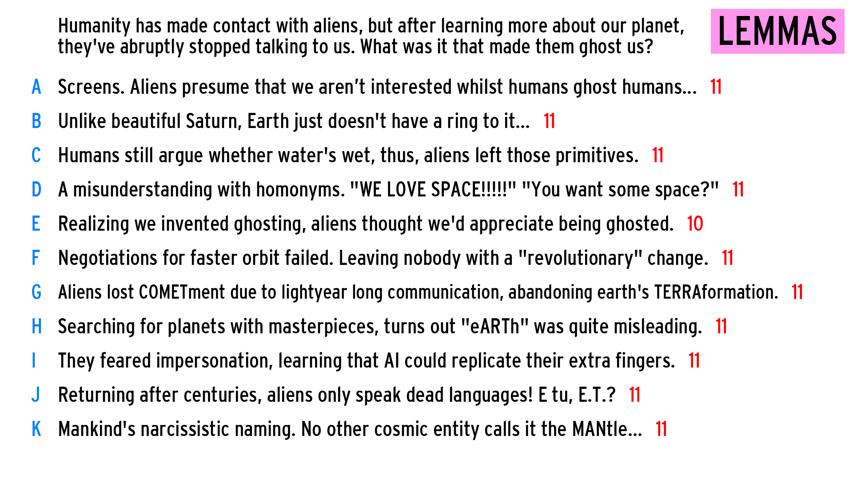 Humanity has made contact with aliens, but after learning more about our planet,
they've abruptly stopped talking to us. What was it that made them ghost us?
LEMMAS
A Screens. Aliens presume that we aren’t interested whilst humans ghost humans... 11
B Unlike beautiful Saturn, Earth just doesn't have a ring to it... 11
C Humans still argue whether water's wet, thus, aliens left those primitives. 11
D A misunderstanding with homonyms. "WE LOVE SPACE!!!!!" "You want some space?" 11
E Realizing we invented ghosting, aliens thought we'd appreciate being ghosted. 10
F Negotiations for faster orbit failed. Leaving nobody with a "revolutionary" change. 11
G Aliens lost COMETment due to lightyear long communication, abandoning earth's TERRAformation. 11
H Searching for planets with masterpieces, turns out "eARTh" was quite misleading. 11
I They feared impersonation, learning that AI could replicate their extra fingers. 11
J Returning after centuries, aliens only speak dead languages! E tu, E.T.? 11
K Mankind's narcissistic naming. No other cosmic entity calls it the MANtle... 11